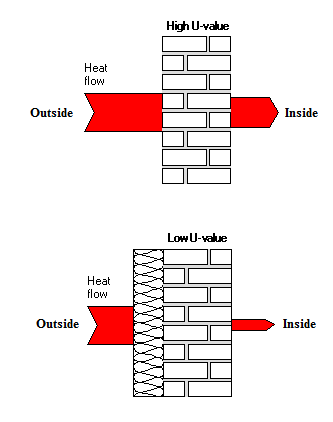 High U-value
Heat
flow
Outside
Inside
Low U-value
Heat
flow
Outside
Inside